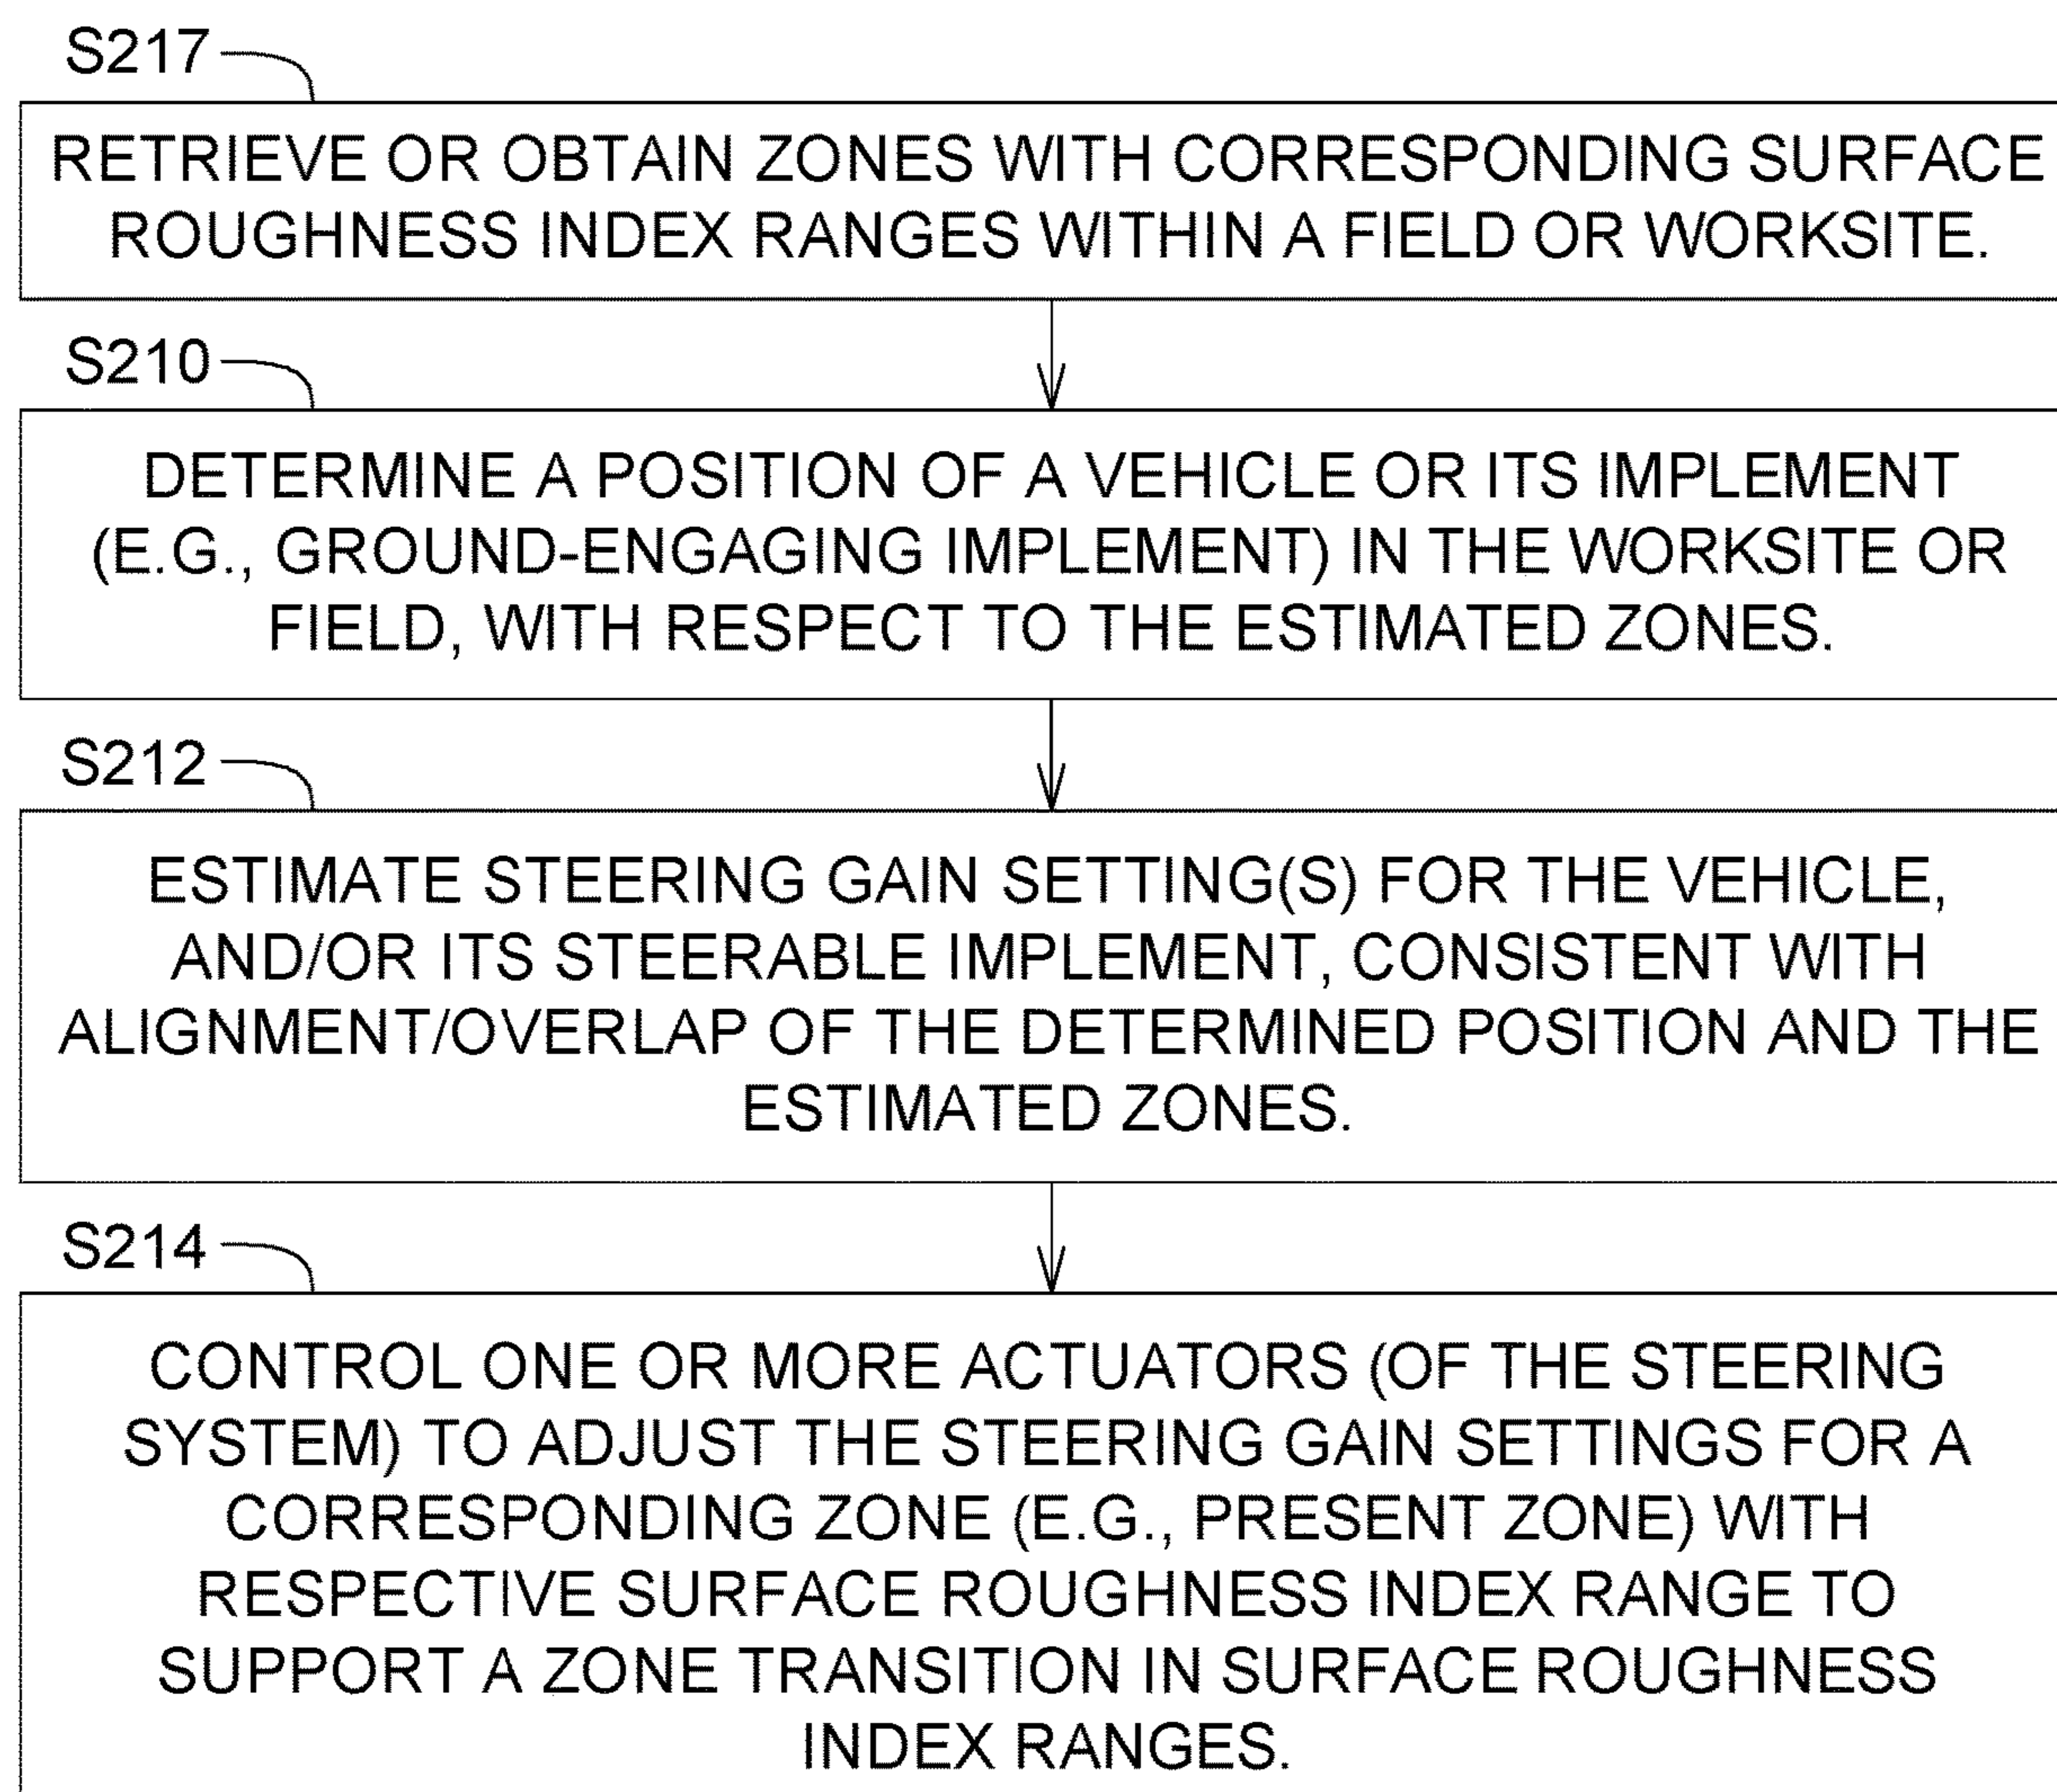 S217
RETRIEVE OR OBTAIN ZONES WITH CORRESPONDING SURFACE
ROUGHNESS INDEX RANGES WITHIN A FIELD OR WORKSITE.
S210
DETERMINE A POSITION OF A VEHICLE OR ITS IMPLEMENT
(E.G., GROUND-ENGAGING IMPLEMENT) IN THE WORKSITE OR
FIELD, WITH RESPECT TO THE ESTIMATED ZONES.
S212
ESTIMATE STEERING GAIN SETTING(S) FOR THE VEHICLE,
AND/OR ITS STEERABLE IMPLEMENT, CONSISTENT WITH
ALIGNMENT/OVERLAP OF THE DETERMINED POSITION AND THE
ESTIMATED ZONES.
S214
CONTROL ONE OR MORE ACTUATORS (OF THE STEERING
SYSTEM) TO ADJUST THE STEERING GAIN SETTINGS FOR A
CORRESPONDING ZONE (E.G., PRESENT ZONE) WITH
RESPECTIVE SURFACE ROUGHNESS INDEX RANGE TO
SUPPORT A ZONE TRANSITION IN SURFACE ROUGHNESS
INDEX RANGES.